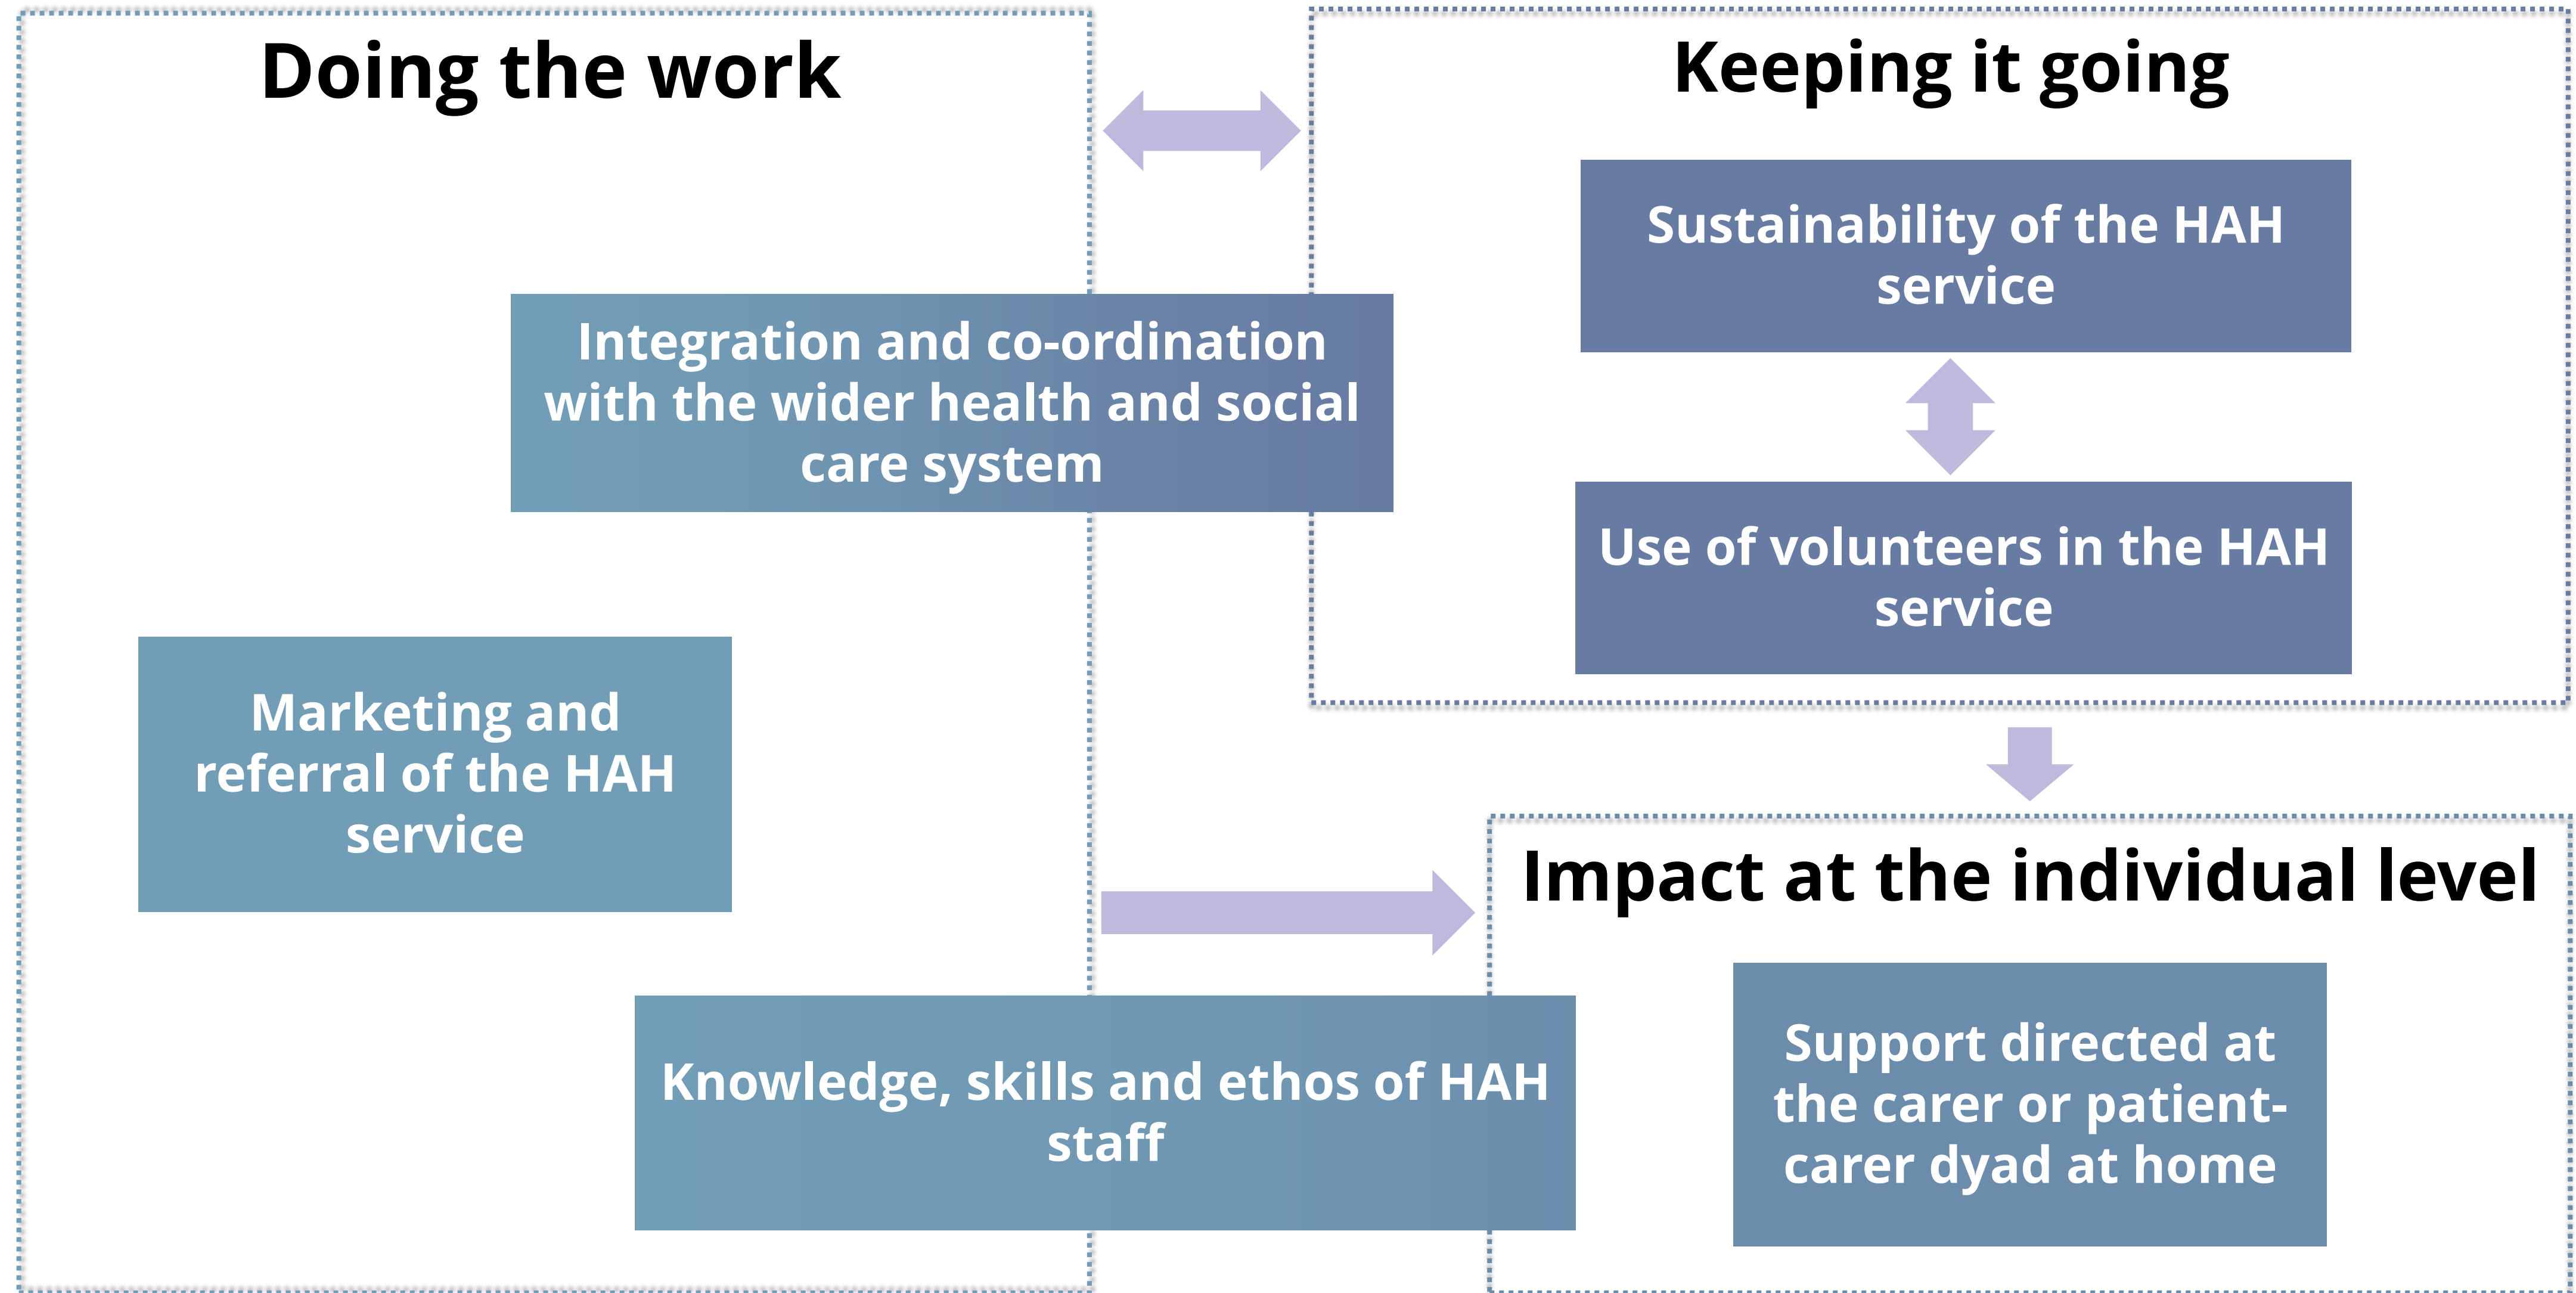 Doing the work
Keeping it going
Sustainability of the HAH
service
Integration and co-ordination
with the wider health and social
care system
Use of volunteers in the HAH
service
Marketing and
referral of the HAH
service
Impact at the individual level
Knowledge, skills and ethos of HAH
staff
Support directed at
the carer or patient-
carer dyad at home